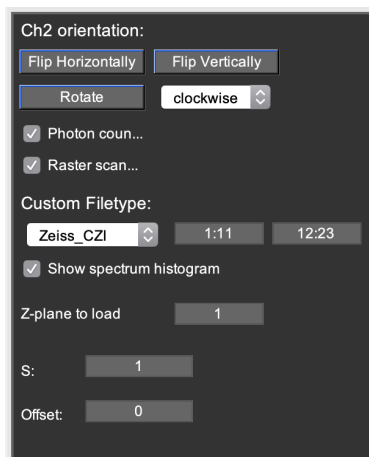 Ch2 orientation:
Flip Horizontally Flip Vertically
Rotate clockwise
Photon coun...
Raster scan...
Custom Filetype:
Zeiss_CZI 1:11 12:23
Show spectrum histogram
Z-plane to load 1
S: 1
Offset: 0